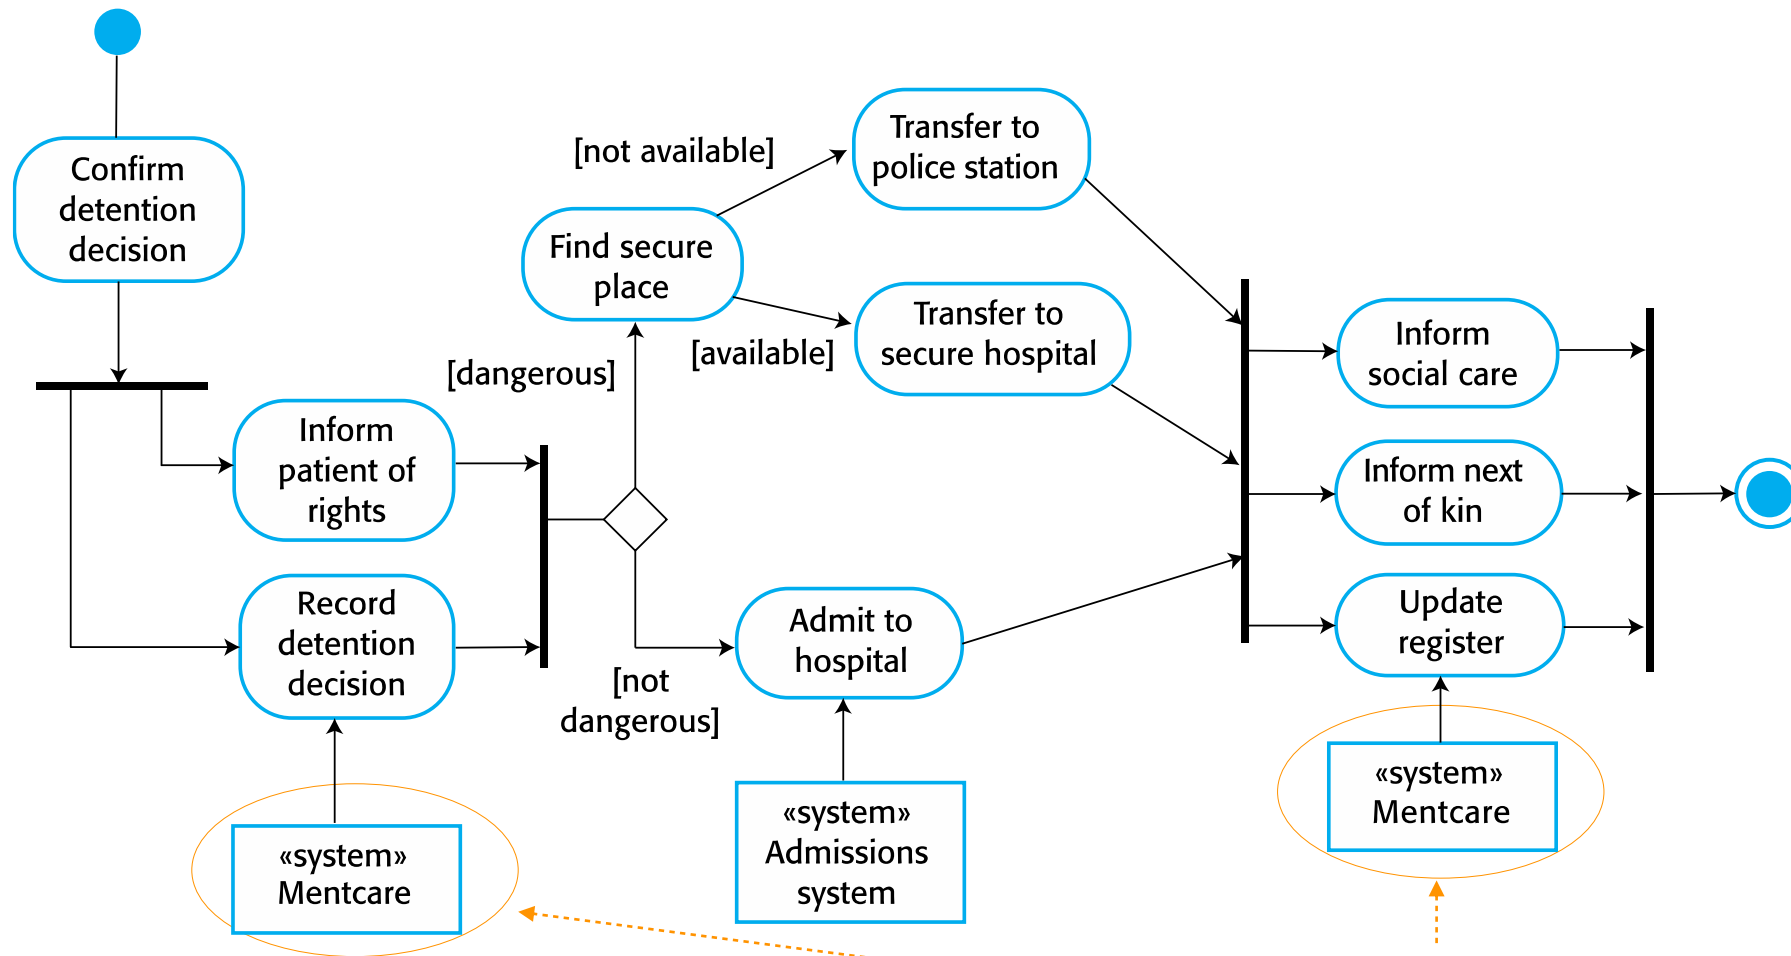 Confirm
detention
decision
Inform
patient of
rights
Record
detention
decision
«system»
Mentcare
[dangerous]
[not
dangerous]
Find secure
place
[not available]
[available]
Transfer to
police station
Transfer to
secure hospital
Admit to
hospital
«system»
Admissions
system
Inform
social care
Inform next
of kin
Update
register
«system»
Mentcare